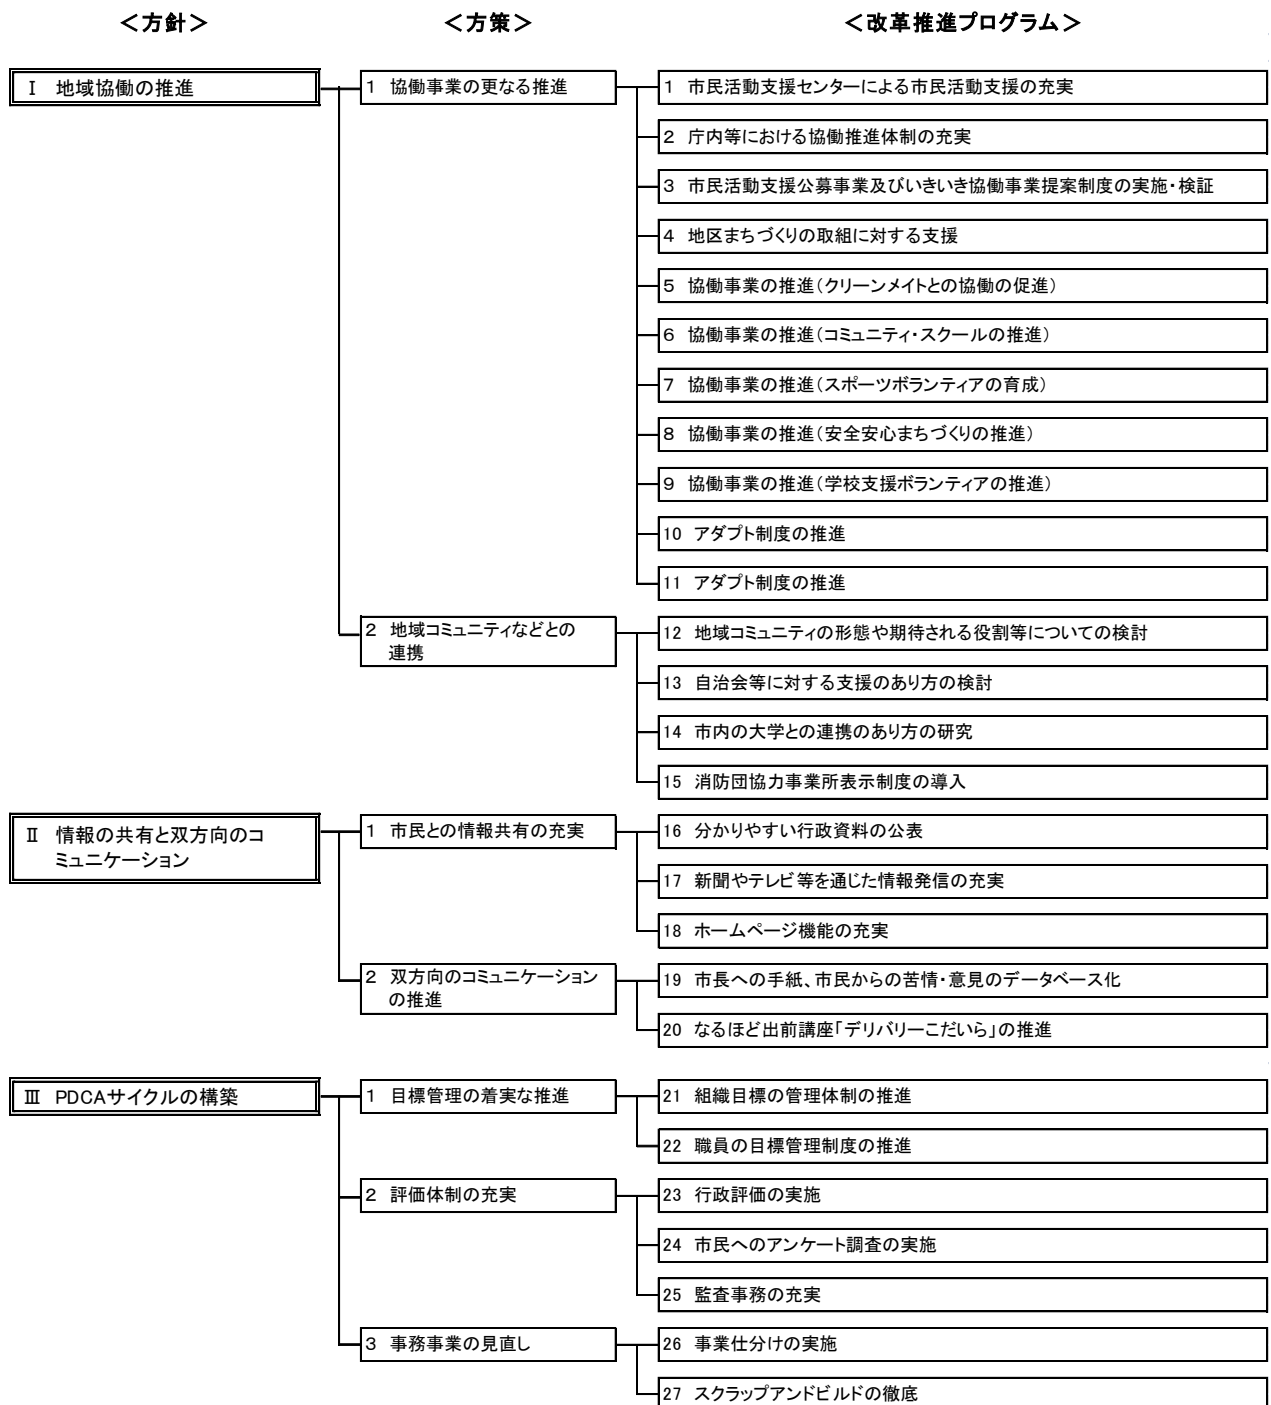 ＜方針＞ ＜方策＞ ＜改革推進プログラム＞
Ⅰ 地域協働の推進
1 協働事業の更なる推進
1 市民活動支援センターによる市民活動支援の充実
2 庁内等における協働推進体制の充実
3 市民活動支援公募事業及びいきいき協働事業提案制度の実施・検証
4 地区まちづくりの取組に対する支援
5 協働事業の推進（クリーンメイトとの協働の促進）
6 協働事業の推進（コミュニティ・スクールの推進）
7 協働事業の推進（スポーツボランティアの育成）
8 協働事業の推進（安全安心まちづくりの推進）
9 協働事業の推進（学校支援ボランティアの推進）
10 アダプト制度の推進
11 アダプト制度の推進
2 地域コミュニティなどとの
連携
12 地域コミュニティの形態や期待される役割等についての検討
13 自治会等に対する支援のあり方の検討
14 市内の大学との連携のあり方の研究
15 消防団協力事業所表示制度の導入
Ⅱ 情報の共有と双方向のコ
ミュニケーション
1 市民との情報共有の充実
16 分かりやすい行政資料の公表
17 新聞やテレビ等を通じた情報発信の充実
18 ホームページ機能の充実
2 双方向のコミュニケーション
の推進
19 市長への手紙、市民からの苦情・意見のデータベース化
20 なるほど出前講座「デリバリーこだいら」の推進
Ⅲ PDCAサイクルの構築
1 目標管理の着実な推進
21 組織目標の管理体制の推進
22 職員の目標管理制度の推進
2 評価体制の充実
23 行政評価の実施
24 市民へのアンケート調査の実施
25 監査事務の充実
3 事務事業の見直し
26 事業仕分けの実施
27 スクラップアンドビルドの徹底